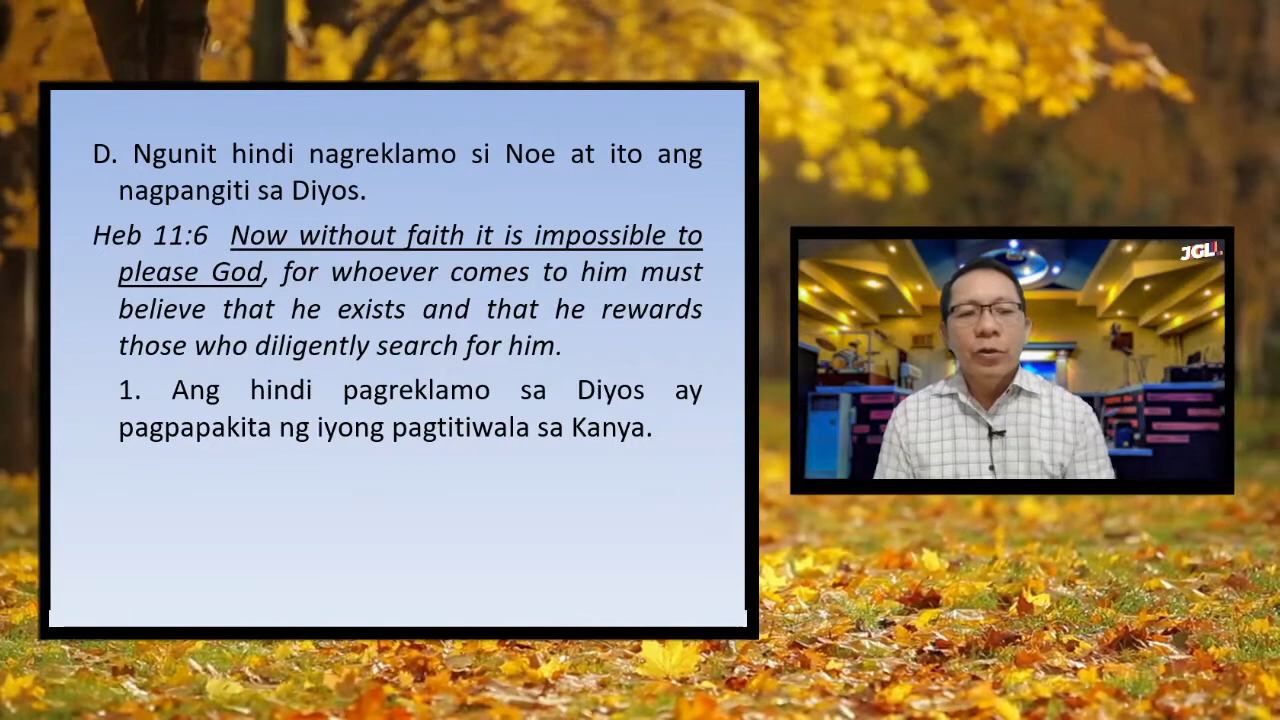 D. Ngunit hindi nagreklamo si Noe at ito ang
nagpangiti sa Diyos.
Heb 11:6 Now without faith it is impossible to
please God, for whoever comes to him must
believe that he exists and that he rewards
those who diligently search for him.
1. Ang hindi pagreklamo sa Diyos ay
pagpapakita ng iyong pagtitiwala sa Kanya.
JGLL